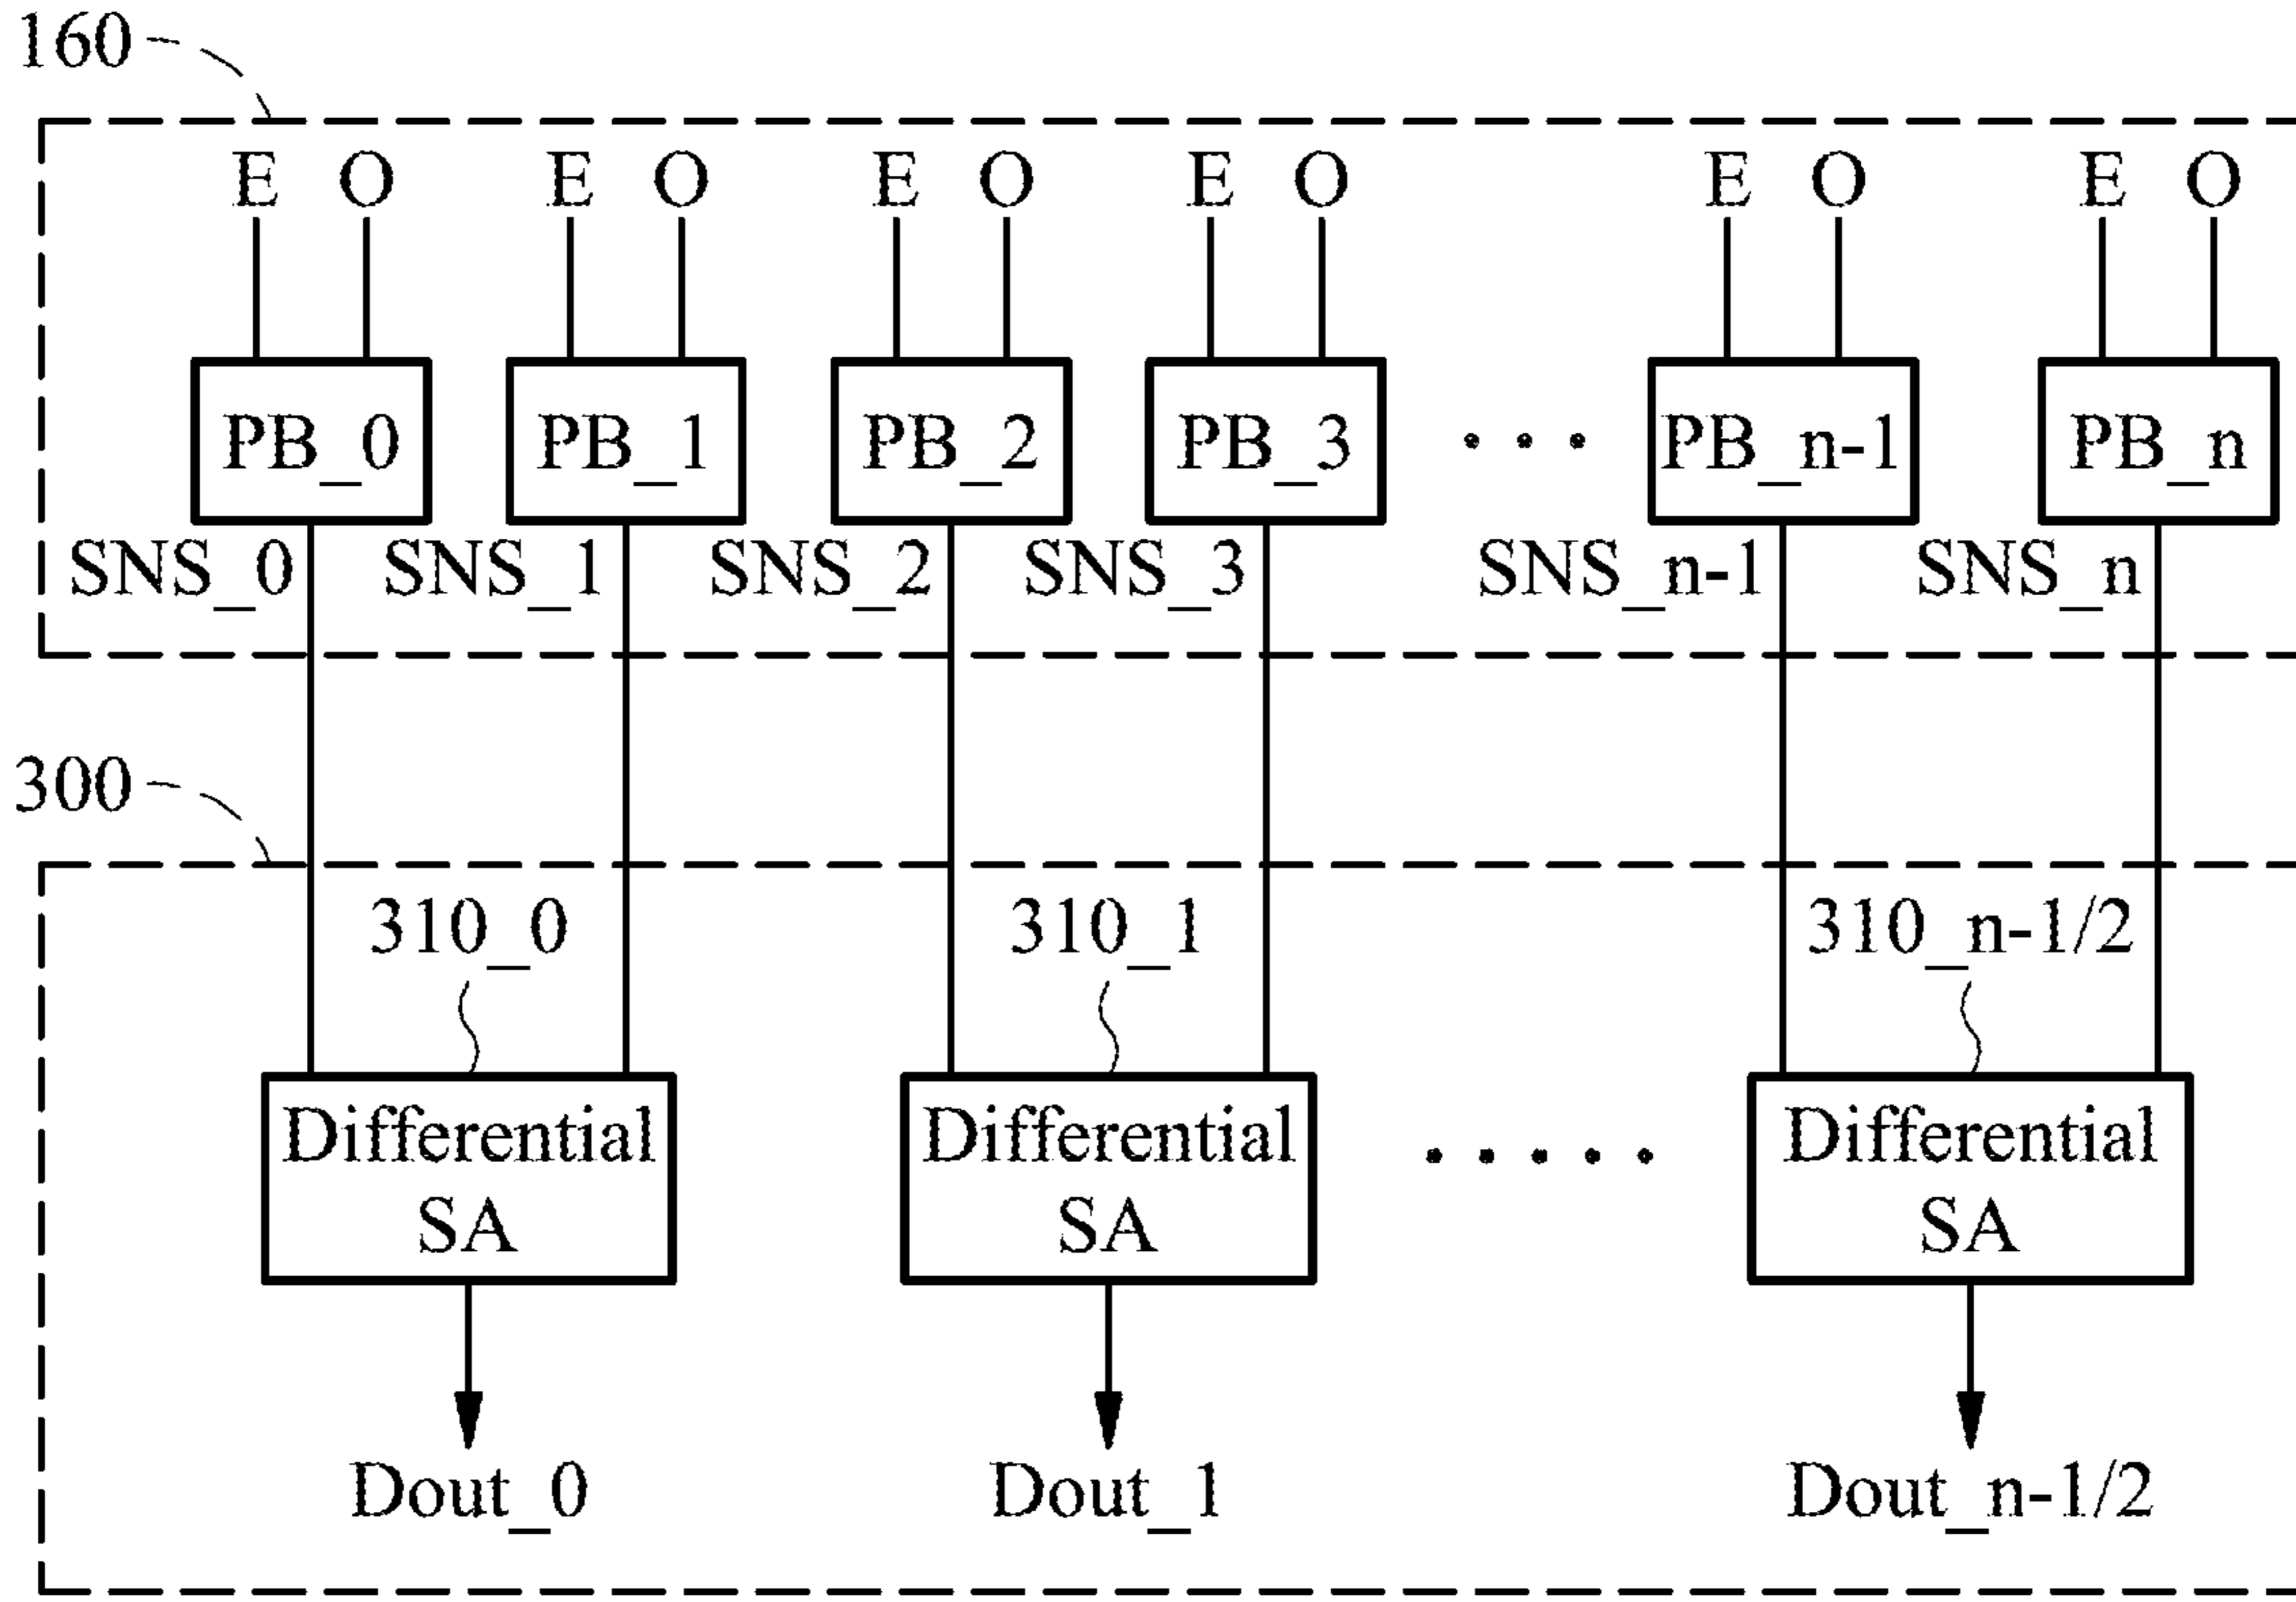 160
E O E O E O E O E O E O
PB_0 PB_1 PB_2 PB_3 ... PB_n-1 PB_n
SNS_0 SNS_1 SNS_2 SNS_3 SNS_n-1 SNS_n
300
310_0 310_1 310_n-1/2
Differential Differential ..... Differential
SA SA SA
Dout_0 Dout_1 Dout_n-1/2